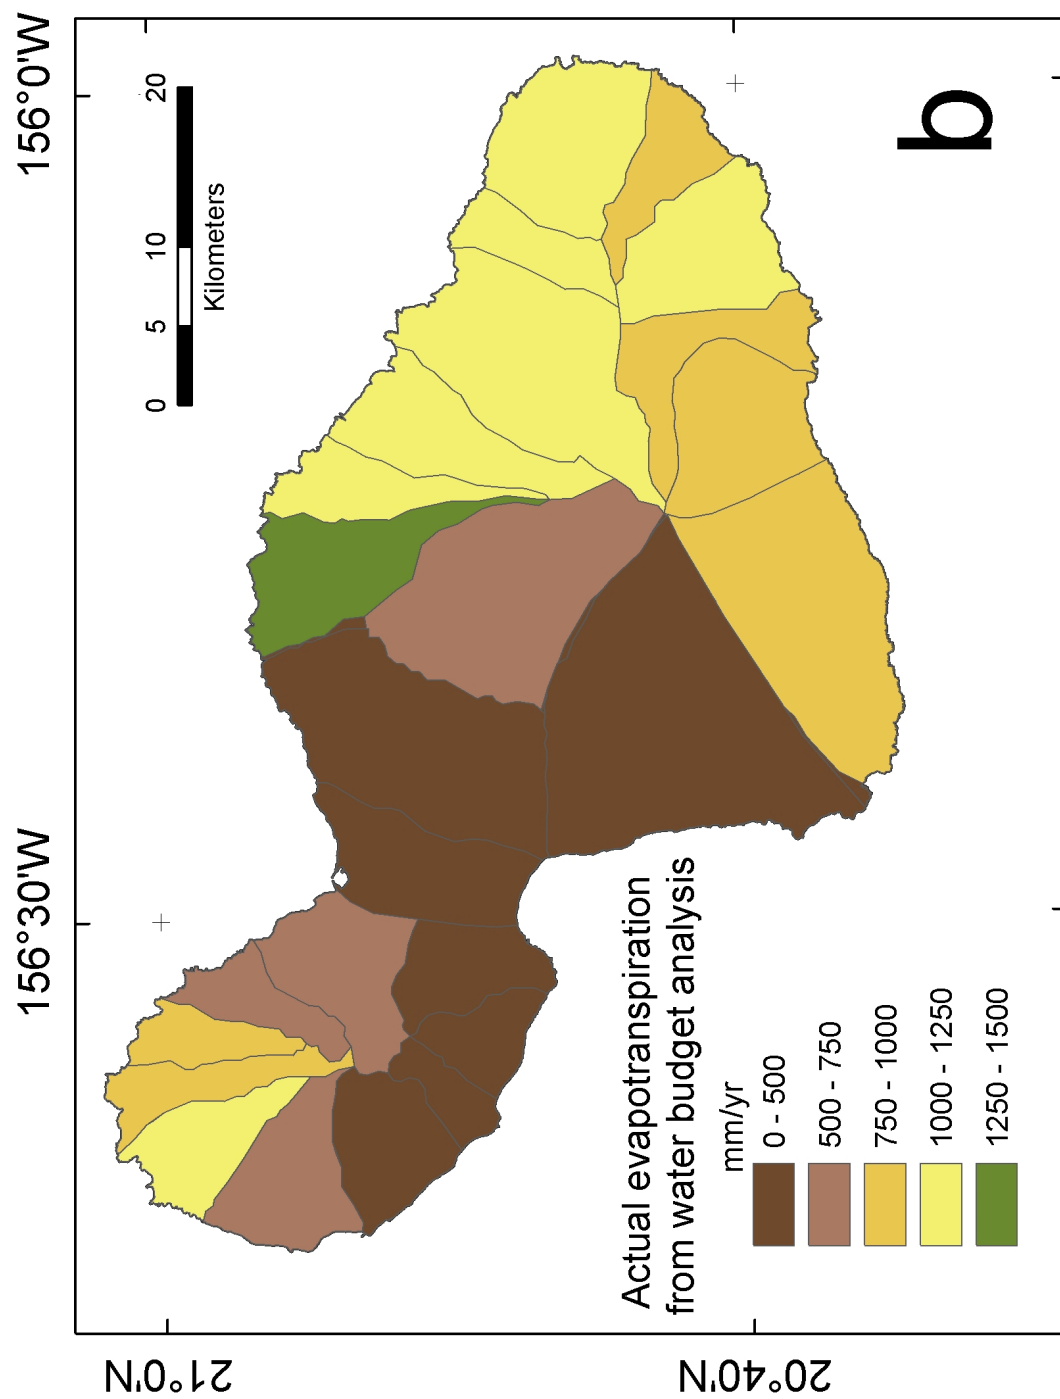 156°30'W
156°0'W
21°0'N
20°40'N
0
5
10
20
Kilometers
Actual evapotranspiration
from water budget analysis
mm/yr
0 - 500
500 - 750
750 - 1000
1000 - 1250
1250 - 1500
b